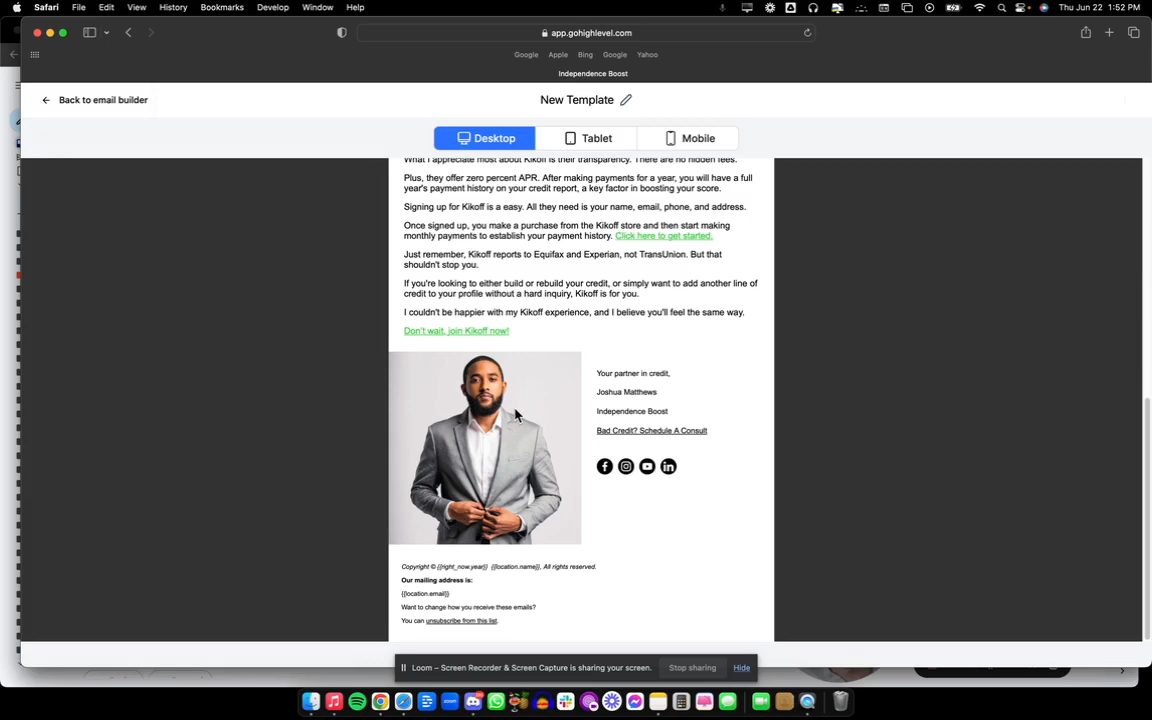 Safari File Edit View History Bookmarks Develop Window Help Thu Jun 22 1:52 PM
app.gohighlevel.com
Google Apple Bing Google Yahoo
Independence Boost
Back to email builder
New Template
Desktop Tablet Mobile
What I appreciate most about Kikoff is their transparency. There are no hidden fees.
Plus, they offer zero percent APR. After making payments for a year, you will have a full
year's payment history on your credit report, a key factor in boosting your score.
Signing up for Kikoff is a easy. All they need is your name, email, phone, and address.
Once signed up, you make a purchase from the Kikoff store and then start making
monthly payments to establish your payment history. Click here to get started.
Just remember, Kikoff reports to Equifax and Experian, not TransUnion. But that
shouldn't stop you.
If you're looking to either build or rebuild your credit, or simply want to add another line of
credit to your profile without a hard inquiry, Kikoff is for you.
I couldn't be happier with my Kikoff experience, and I believe you'll feel the same way.
Don't wait, join Kikoff now!
Your partner in credit,
Joshua Matthews
Independence Boost
Bad Credit? Schedule A Consult
Copyright © {{right_now.year}} {{location.name}}, All rights reserved.
Our mailing address is:
{{location.email}}
Want to change how you receive these emails?
You can unsubscribe from this list.
Loom – Screen Recorder & Screen Capture is sharing your screen. Stop sharing Hide